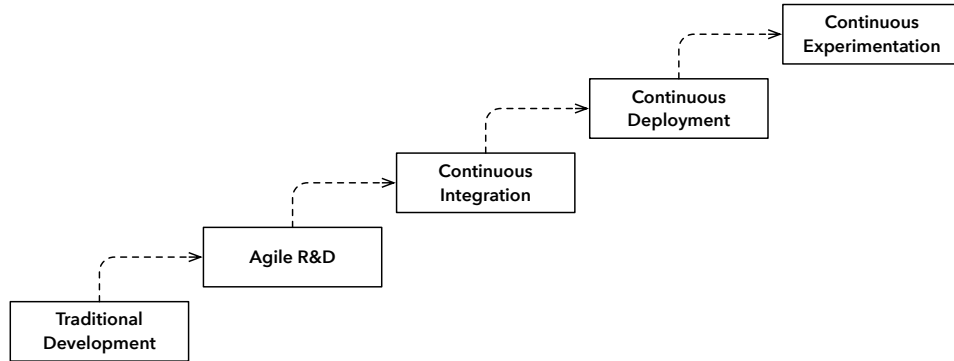 Continuous
Experimentation
Continuous
Deployment
Continuous
Integration
Agile R&D
Traditional
Development